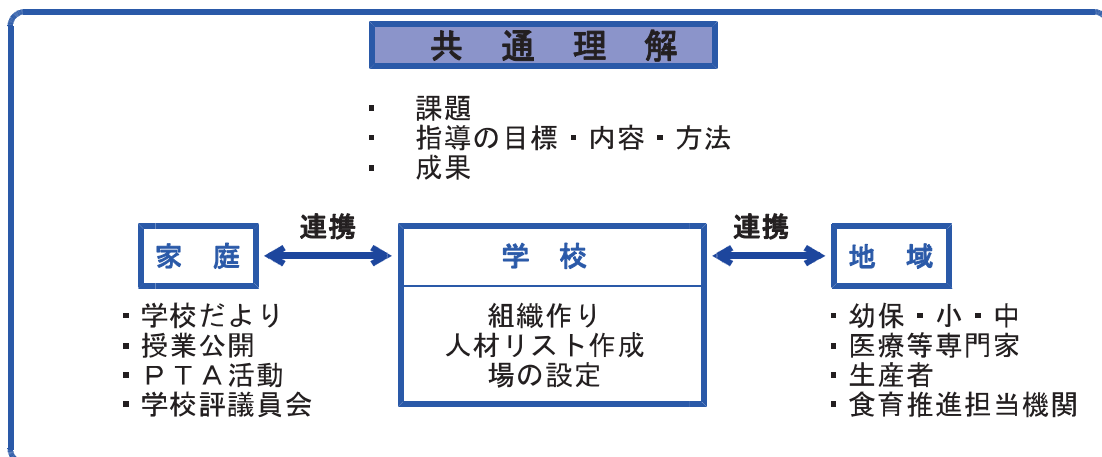 共通理解
・ 課題
・ 指導の目標・内容・方法
・ 成果
連携
連携
家庭
学校
地域
・学校だより
・授業公開
・ＰＴＡ活動
・学校評議員会
組織作り
人材リスト作成
場の設定
・幼保・小・中
・医療等専門家
・生産者
・食育推進担当機関